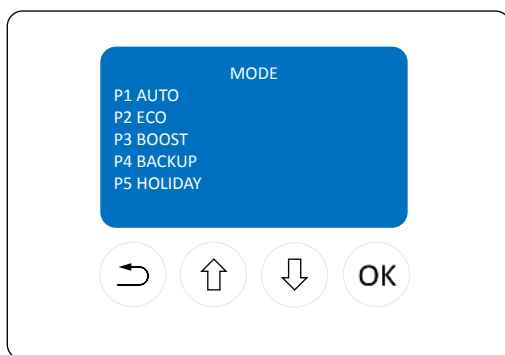 MODE
P1 AUTO
P2 ECO
P3 BOOST
P4 BACKUP
P5 HOLIDAY
OK